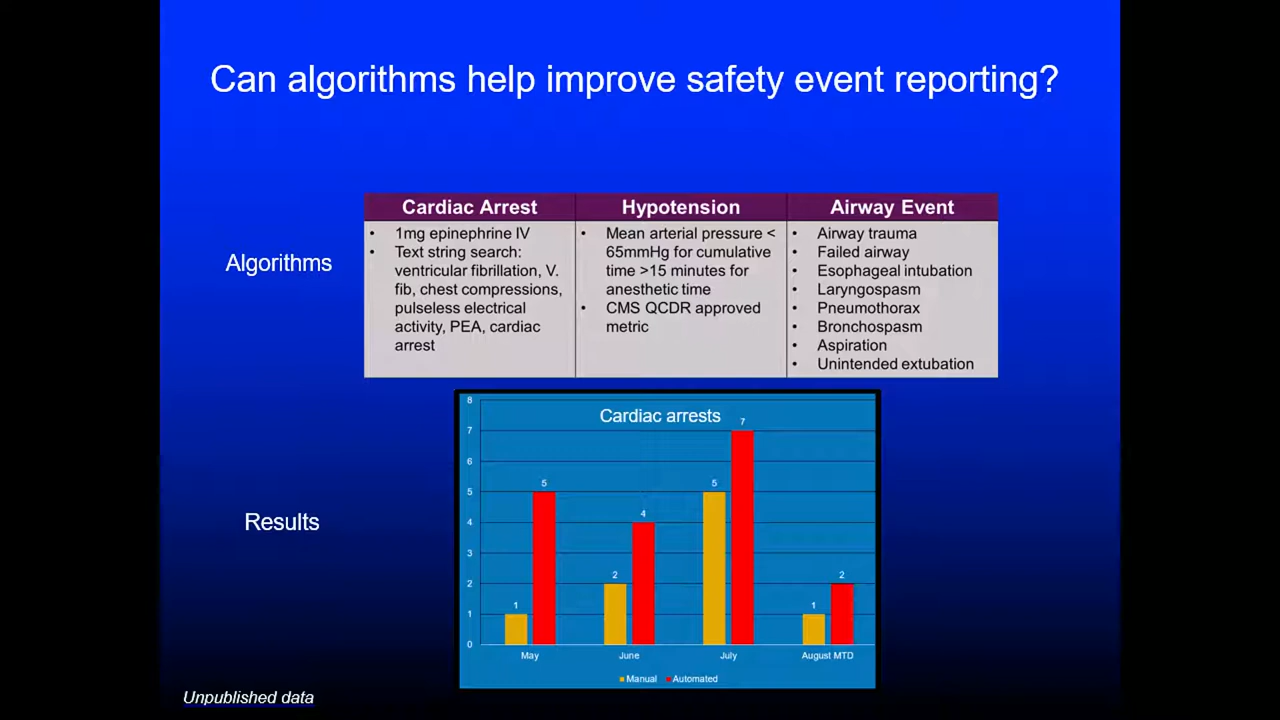 Can algorithms help improve safety event reporting?
Algorithms
Cardiac Arrest
• 1mg epinephrine IV
• Text string search:
ventricular fibrillation, V.
fib, chest compressions,
pulseless electrical
activity, PEA, cardiac
arrest
Hypotension
• Mean arterial pressure <
65mmHg for cumulative
time >15 minutes for
anesthetic time
• CMS QCDR approved
metric
Airway Event
• Airway trauma
• Failed airway
• Esophageal intubation
• Laryngospasm
• Pneumothorax
• Bronchospasm
• Aspiration
• Unintended extubation
Results
Cardiac arrests
8
7
6
5
4
3
2
1
0
1
5
2
4
5
7
1
2
May
June
July
August MTD
Manual
Automated
Unpublished data